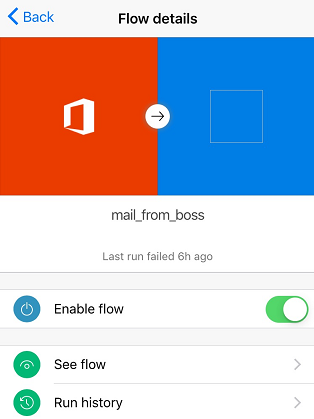 Back
Flow details
mail_from_boss
Last run failed 6h ago
Enable flow
See flow
Run history